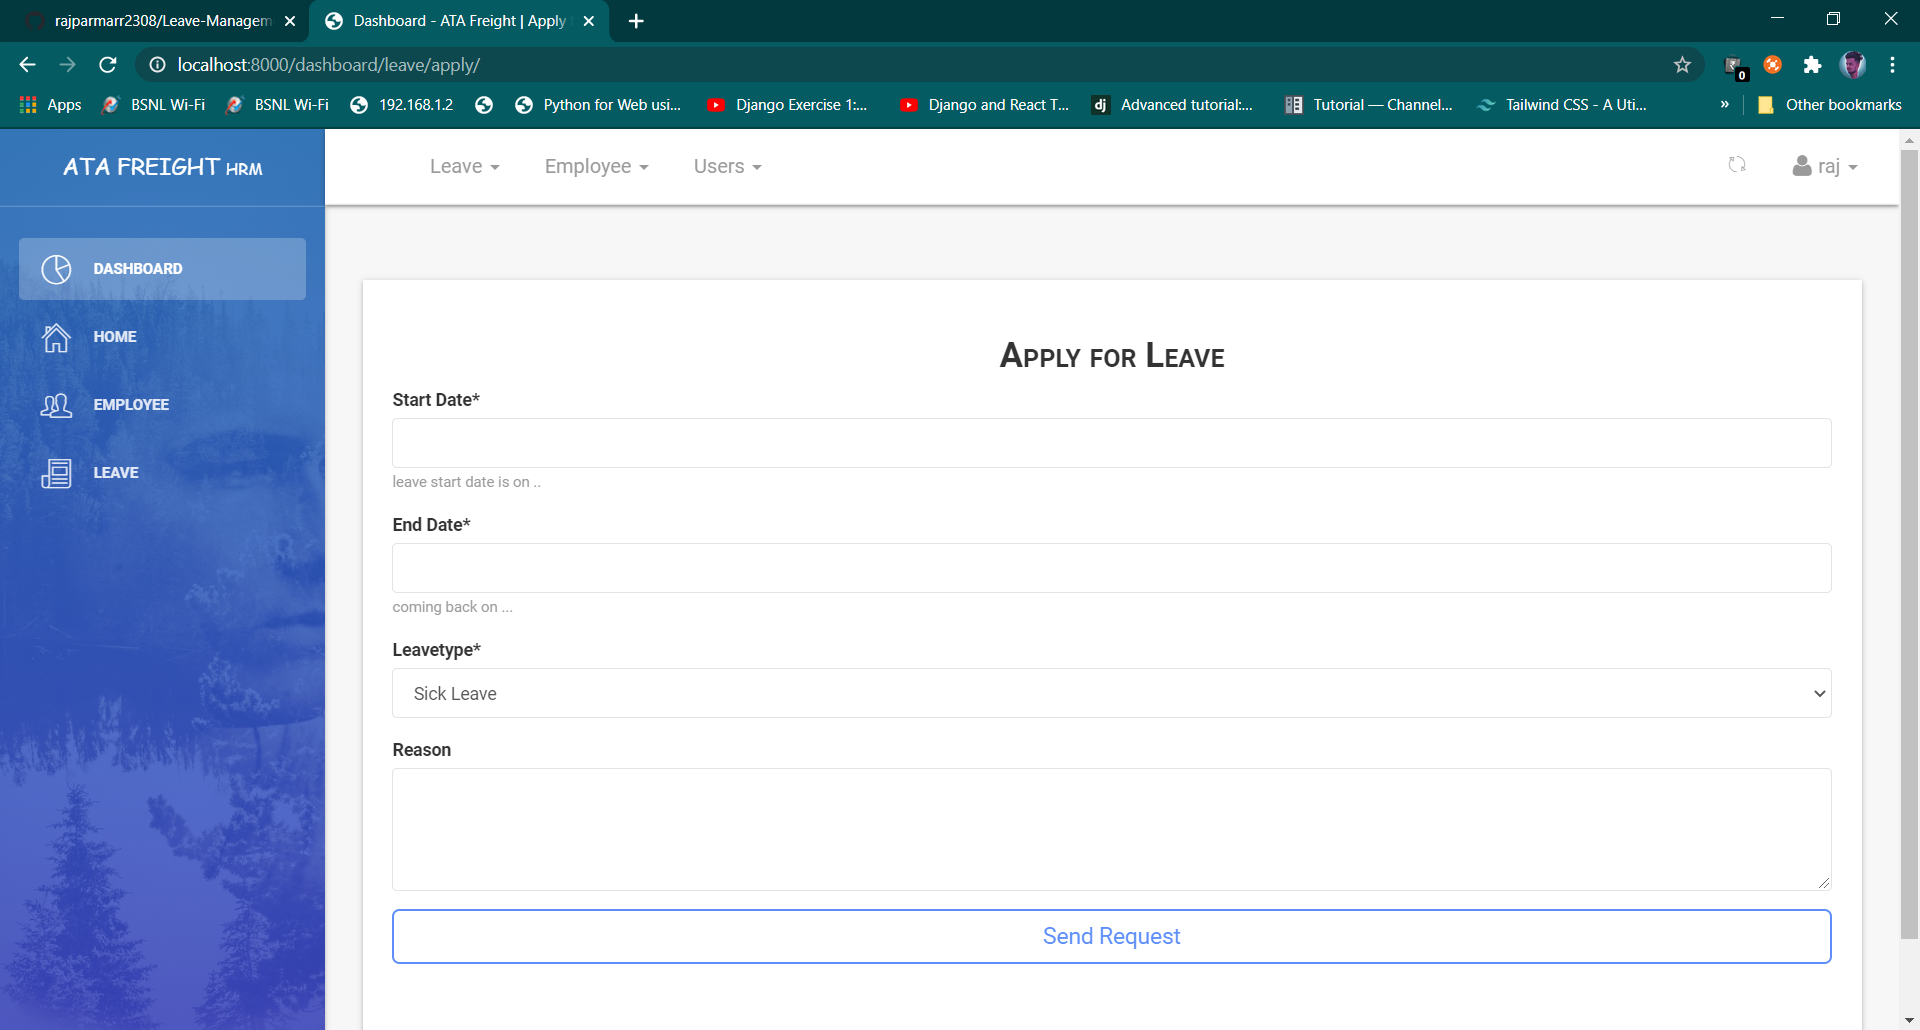 rajparmarr2308/Leave-Managem
Dashboard - ATA Freight | Apply
localhost:8000/dashboard/leave/apply/
0
Apps
BSNL Wi-Fi
BSNL Wi-Fi
192.168.1.2
Python for Web usi...
Django Exercise 1:...
Django and React T...
dj
Advanced tutorial:...
Tutorial — Channel...
Tailwind CSS - A Uti...
»
Other bookmarks
ATA FREIGHT HRM
Leave
Employee
Users
raj
DASHBOARD
HOME
EMPLOYEE
LEAVE
Apply for Leave
Start Date*
leave start date is on ..
End Date*
coming back on ...
Leavetype*
Sick Leave
Reason
Send Request